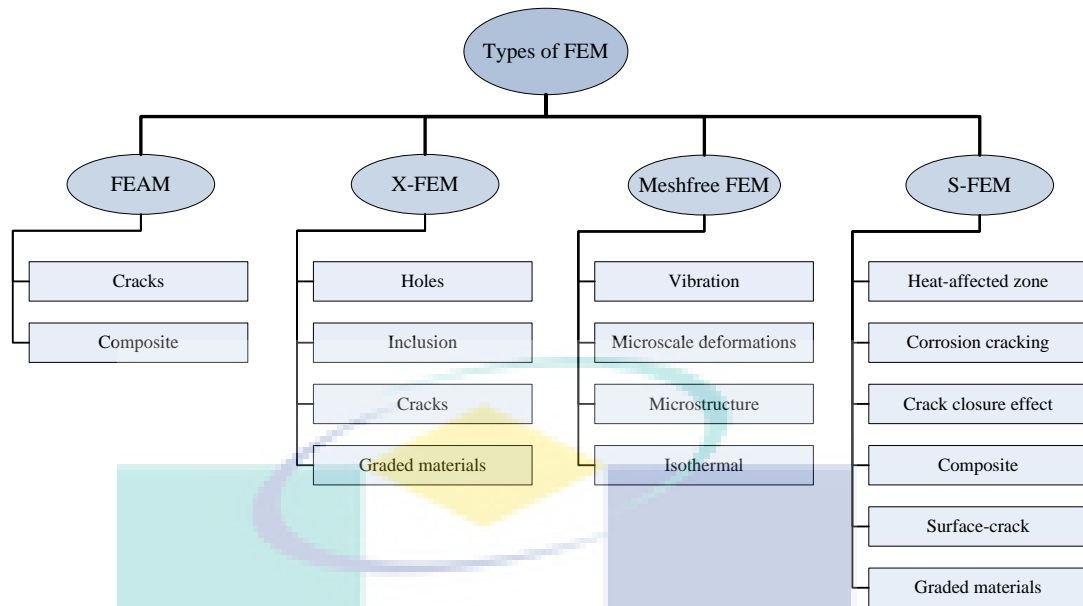 Types of FEM
FEAM
Cracks
Composite
X-FEM
Holes
Inclusion
Cracks
Graded materials
Meshfree FEM
Vibration
Microscale deformations
Microstructure
Isothermal
S-FEM
Heat-affected zone
Corrosion cracking
Crack closure effect
Composite
Surface-crack
Graded materials